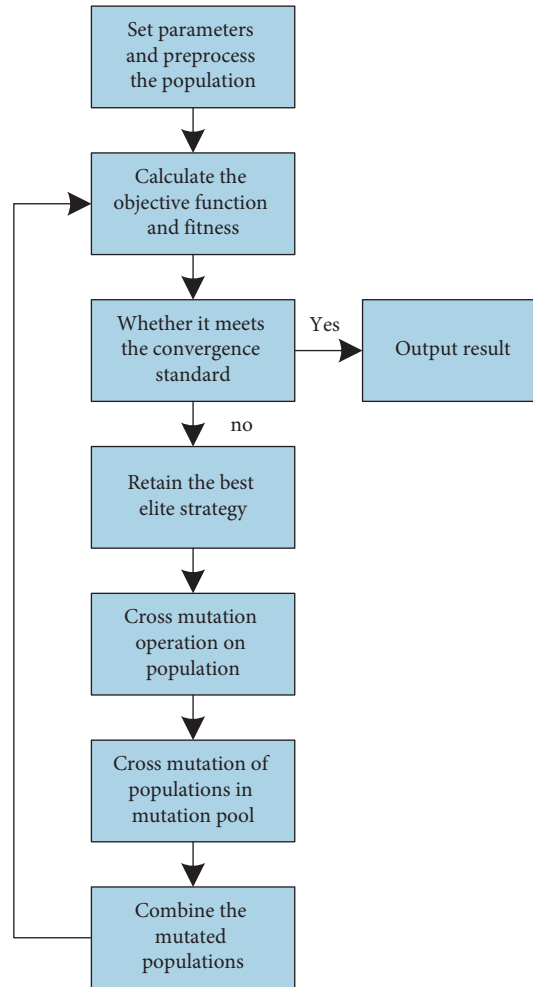 Set parameters
and preprocess
the population
Calculate the
objective function
and fitness
Whether it meets
the convergence
standard
Yes
Output result
no
Retain the best
elite strategy
Cross mutation
operation on
population
Cross mutation of
populations in
mutation pool
Combine the
mutated
populations